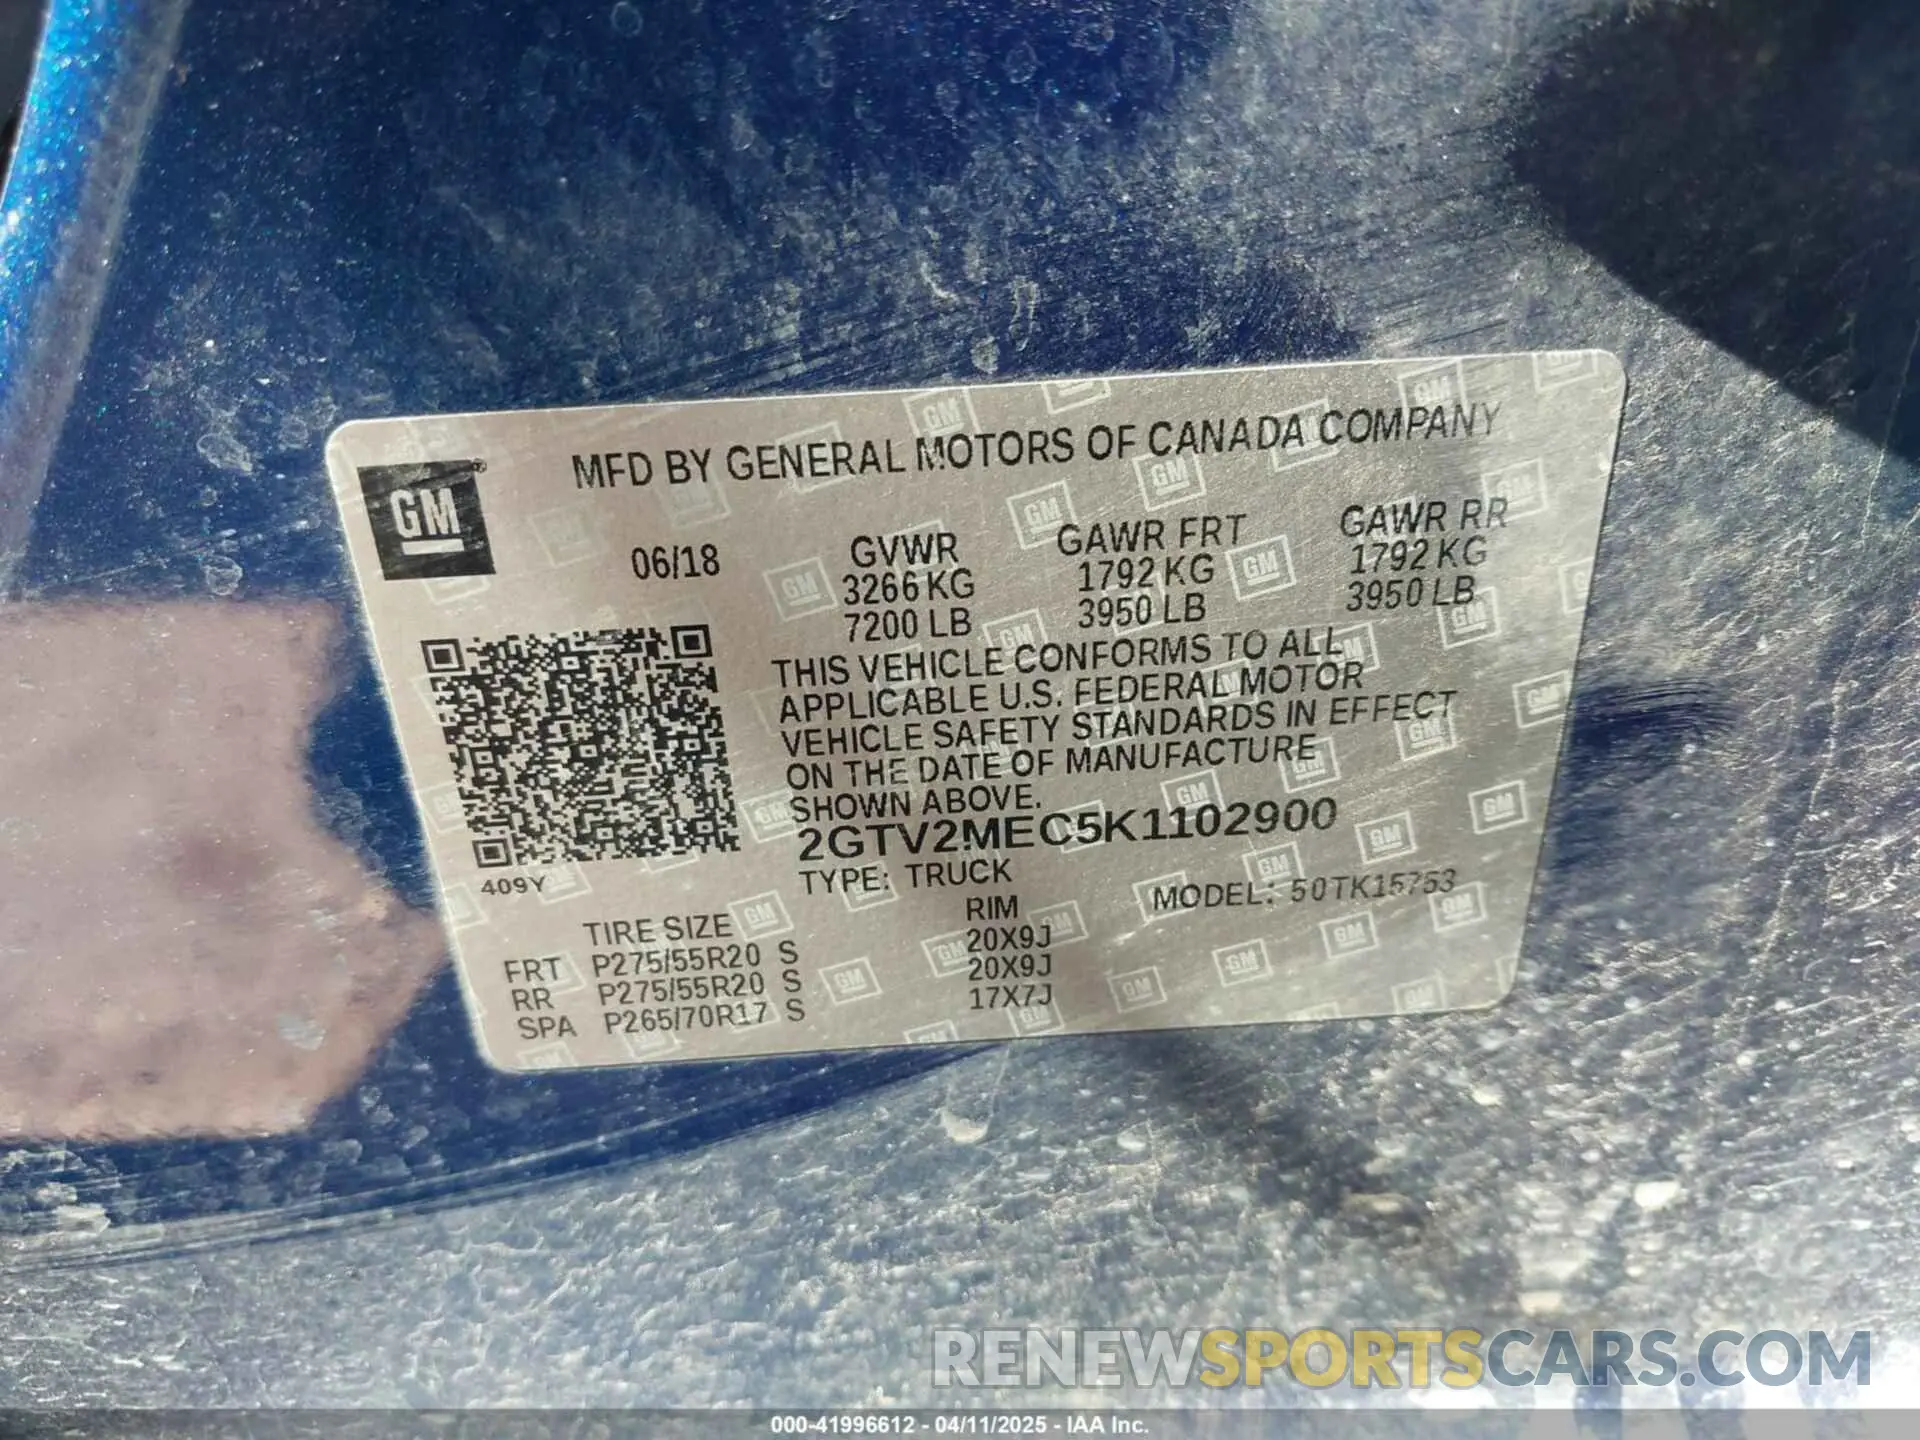 MFD BY GENERAL MOTORS OF CANADA COMPANY
GM
06/18 GVWR GAWR FRT GAWR RR
3266 KG 1792 KG 1792 KG
7200 LB 3950 LB 3950 LB
THIS VEHICLE CONFORMS TO ALL
APPLICABLE U.S. FEDERAL MOTOR
VEHICLE SAFETY STANDARDS IN EFFECT
ON THE DATE OF MANUFACTURE
SHOWN ABOVE.
2GTV2MEC5K1102900
409Y
TYPE: TRUCK MODEL: 50TK15753
TIRE SIZE RIM
FRT P275/55R20 S 20X9J
RR P275/55R20 S 20X9J
SPA P265/70R17 S 17X7J
RENEWSPORTSCARS.COM
000-41996612 - 04/11/2025 - IAA Inc.